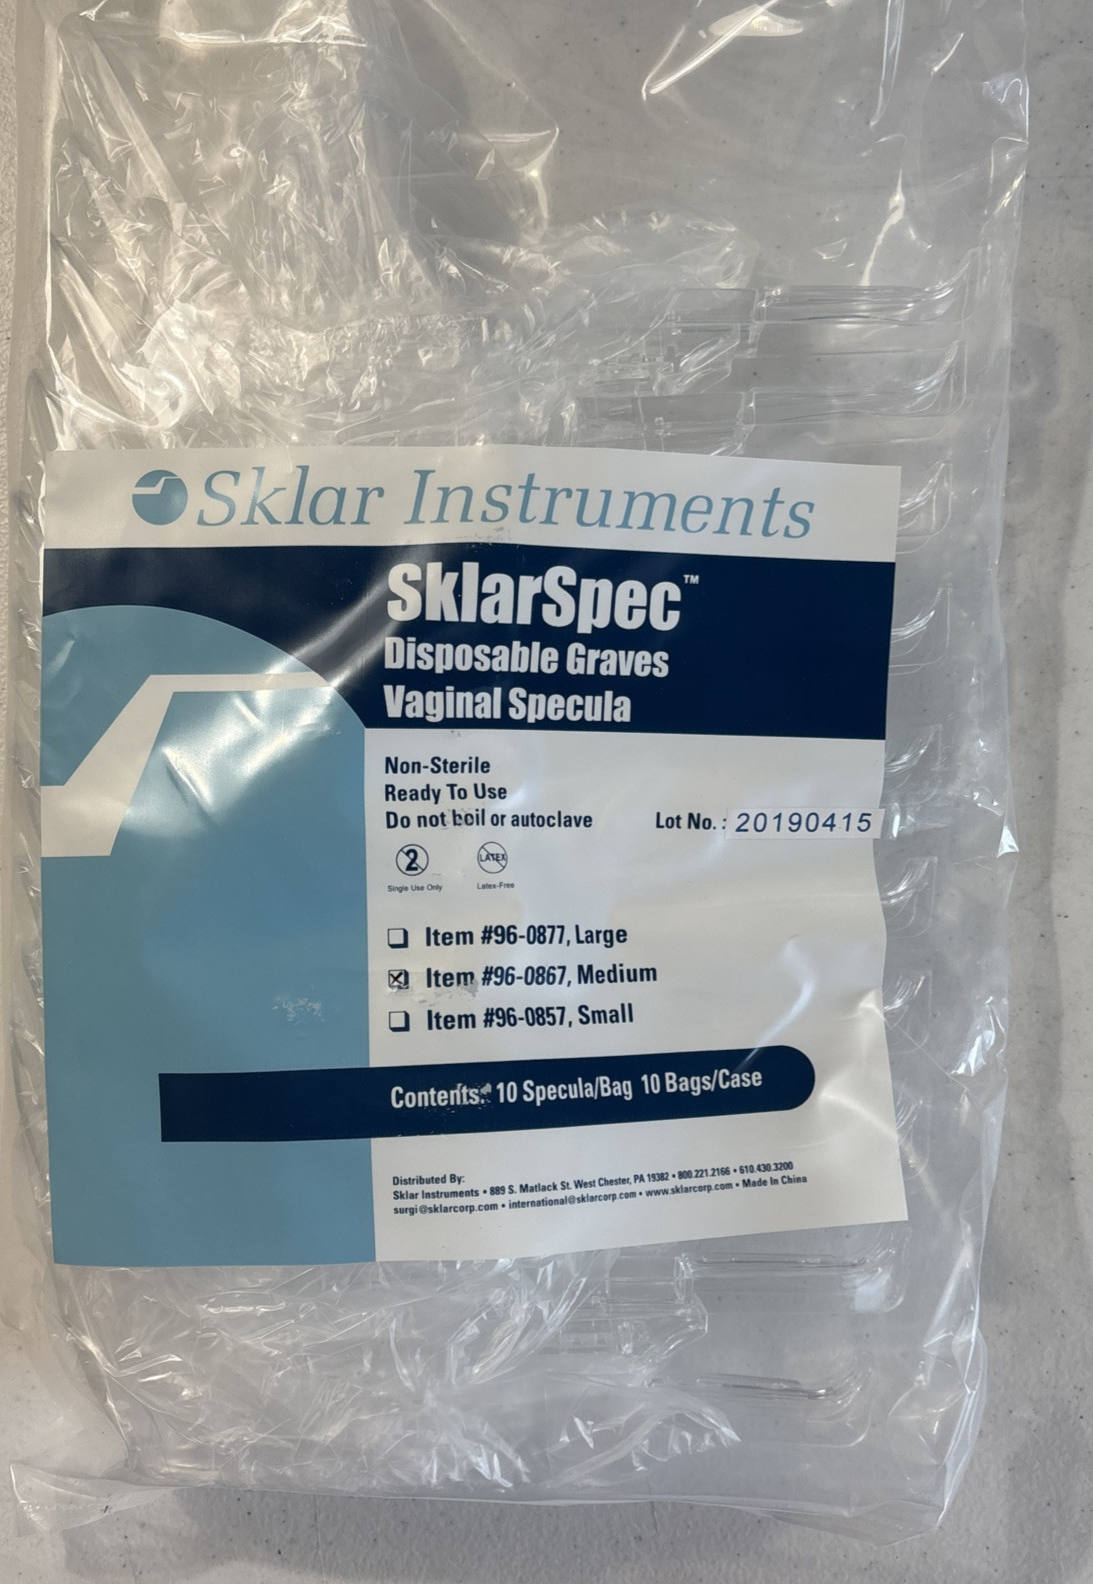 Sklar Instruments
SklarSpec™
Disposable Graves
Vaginal Specula
Non-Sterile
Ready To Use
Do not boil or autoclave
Lot No.: 20190415
2
LATEX
Single Use Only
Latex-Free
Item #96-0877, Large
Item #96-0867, Medium
Item #96-0857, Small
Contents: 10 Specula/Bag 10 Bags/Case
Distributed By:
Sklar Instruments • 889 S. Matlack St. West Chester, PA 19382 • 800.221.2166 • 610.430.3200
surgi@sklarcorp.com • international@sklarcorp.com • www.sklarcorp.com • Made In China